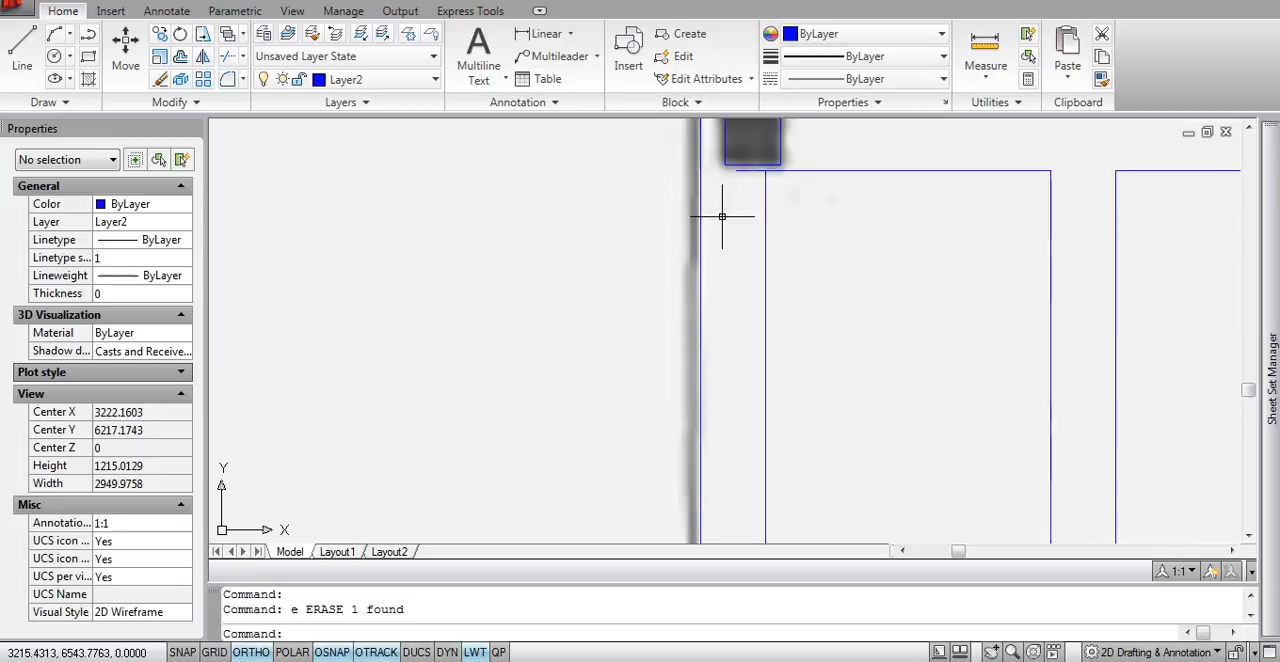 Home Insert Annotate Parametric View Manage Output Express Tools
Line
Move
Unsaved Layer State
Layer2
Multiline
Text
Linear
Multileader
Table
Insert
Create
Edit
Edit Attributes
ByLayer
ByLayer
ByLayer
Measure
Paste
Draw Modify Layers Annotation Block Properties Utilities Clipboard
Properties
No selection
General
Color ByLayer
Layer Layer2
Linetype ByLayer
Linetype s... 1
Lineweight ByLayer
Thickness 0
3D Visualization
Material ByLayer
Shadow d... Casts and Receive...
Plot style
View
Center X 3222.1603
Center Y 6217.1743
Center Z 0
Height 1215.0129
Width 2949.9758
Misc
Annotatio... 1:1
UCS icon ... Yes
UCS icon ... Yes
UCS per vi... Yes
UCS Name
Visual Style 2D Wireframe
Y
X
Model Layout1 Layout2
1:1
Command:
Command: e ERASE 1 found
Command:
Sheet Set Manager
3215.4313, 6543.7763, 0.0000 SNAP GRID ORTHO POLAR OSNAP OTRACK DUCS DYN LWT QP 2D Drafting & Annotation